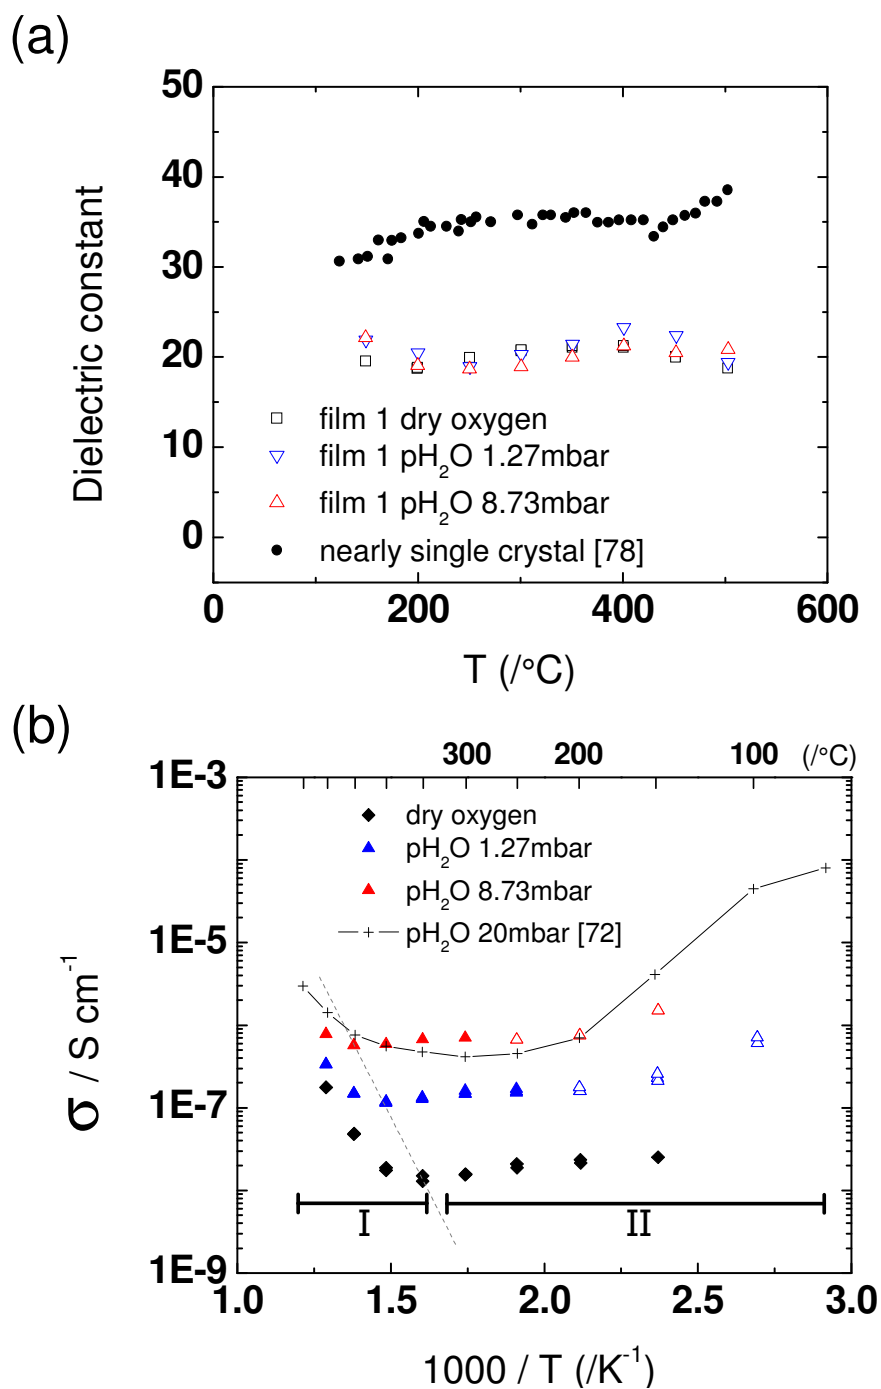 (a)
50
40
30
20
10
0
Dielectric constant
film 1 dry oxygen
film 1 pH₂O 1.27mbar
film 1 pH₂O 8.73mbar
nearly single crystal [78]
0 200 400 600
T (/°C)
(b)
300 200 100 (/°C)
1E-3
1E-5
1E-7
1E-9
σ / S cm⁻¹
dry oxygen
pH₂O 1.27mbar
pH₂O 8.73mbar
pH₂O 20mbar [72]
I II
1.0 1.5 2.0 2.5 3.0
1000 / T (/K⁻¹)